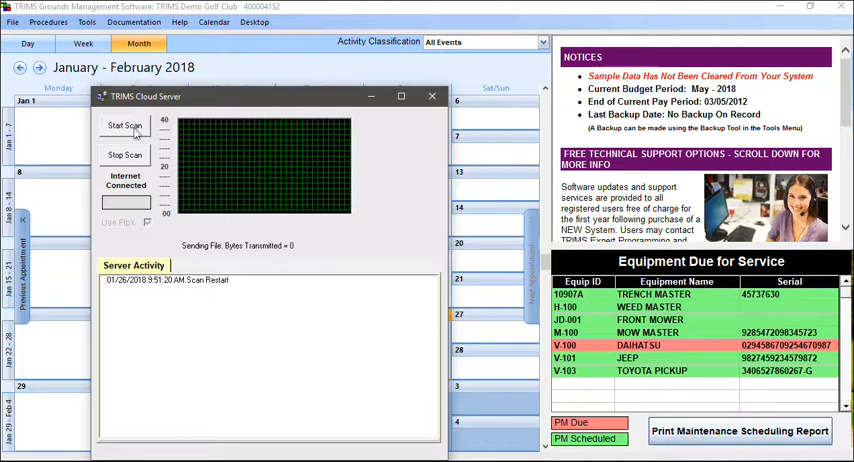 TRIMS Grounds Management Software: TRIMS Demo Golf Club 400004152
File Procedures Tools Documentation Help Calendar Desktop
Day Week Month
Activity Classification All Events
January - February 2018
Monday Sat/Sun
Jan 1
Jan 1 - 7
8
Jan 8 - 14
Jan 15 - 21
Jan 22 - 28
29
Jan 29 - Feb 4
Previous Appointment
6
7
13
14
20
21
27
28
3
4
Next Appointment
TRIMS Cloud Server
Start Scan
Stop Scan
Internet
Connected
Use FtpX
40
20
00
Sending File. Bytes Transmitted = 0
Server Activity
01/26/2018 9:51:20 AM Scan Restart
NOTICES
Sample Data Has Not Been Cleared From Your System
Current Budget Period: May - 2018
End of Current Pay Period: 03/05/2012
Last Backup Date: No Backup On Record
(A Backup can be made using the Backup Tool in the Tools Menu)
FREE TECHNICAL SUPPORT OPTIONS - SCROLL DOWN FOR
MORE INFO
Software updates and support
services are provided to all
registered users free of charge for
the first year following purchase of a
NEW System. Users may contact
TRIMS Expert Programming and
Equipment Due for Service
Equip ID Equipment Name Serial
10907A TRENCH MASTER 45737630
H-100 WEED MASTER
JD-001 FRONT MOWER
M-100 MOW MASTER 9285472098345723
V-100 DAIHATSU 029458670925467098​7
V-101 JEEP 9827459234579872
V-103 TOYOTA PICKUP 3406527860267-G
PM Due
PM Scheduled
Print Maintenance Scheduling Report